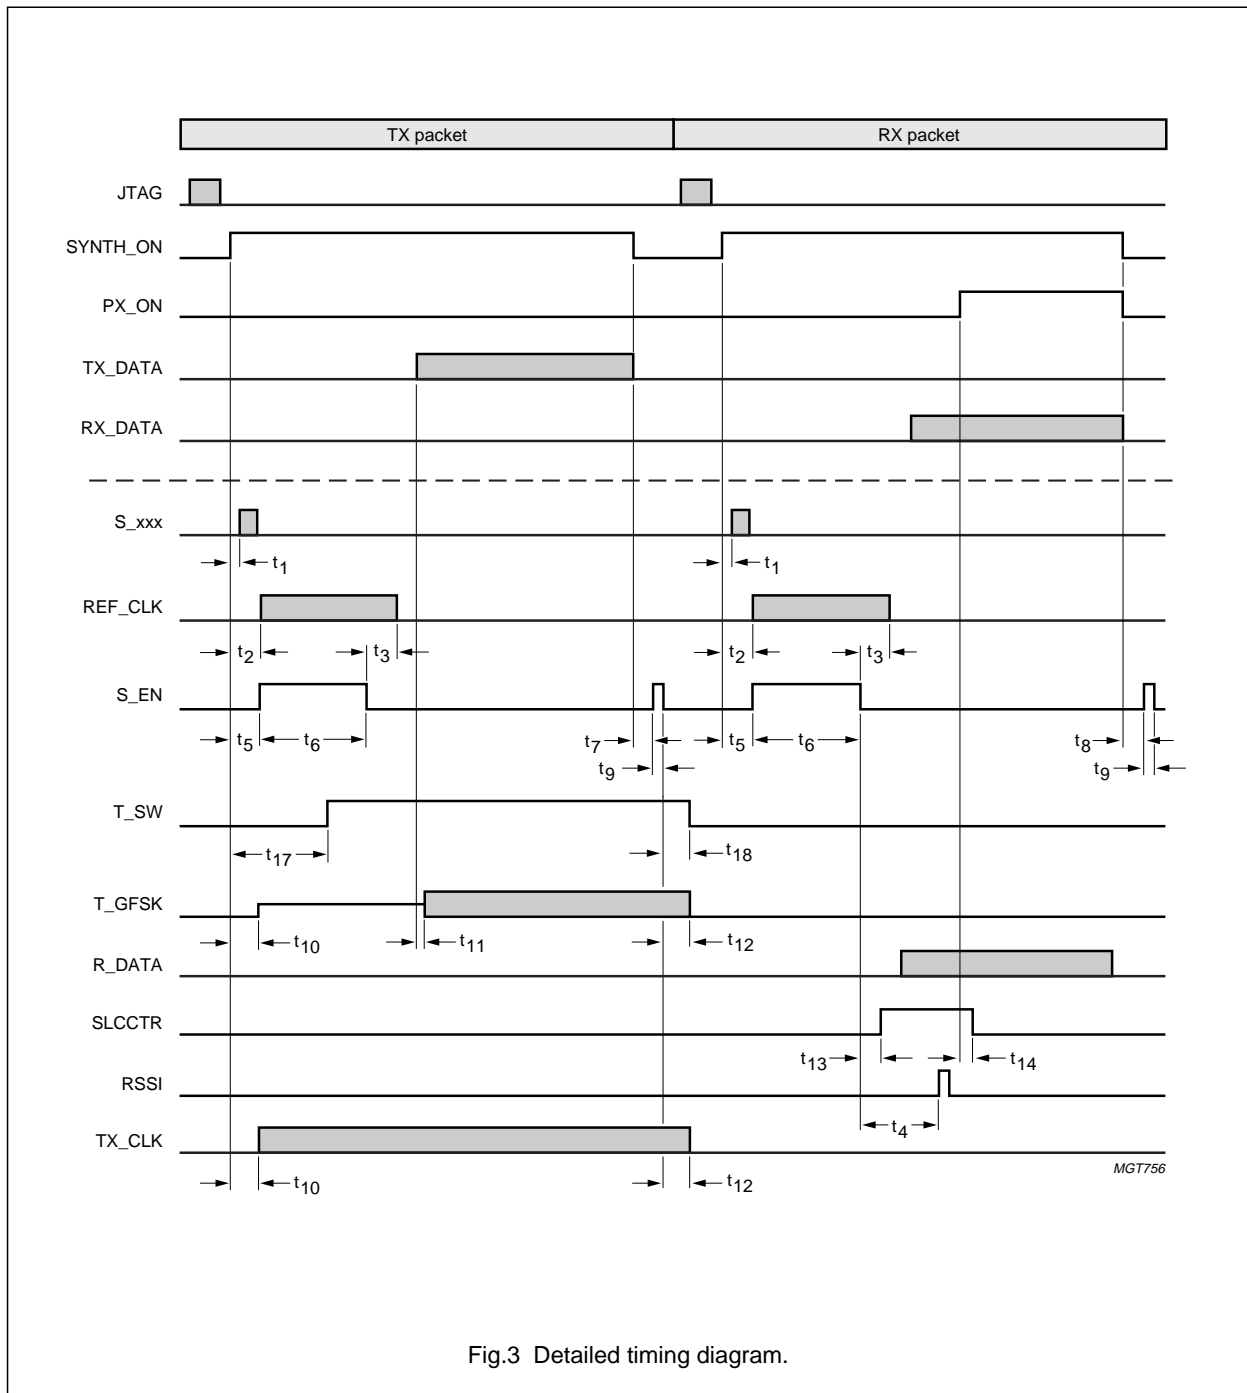 TX packet RX packet
JTAG
SYNTH_ON
PX_ON
TX_DATA
RX_DATA
S_xxx
t1 t1
REF_CLK
t2 t3 t2 t3
S_EN
t5 t6 t7 t5 t6 t8
t9 t9
T_SW
t17 t18
T_GFSK
t10 t11 t12
R_DATA
SLCCTR
t13 t14
RSSI
t4
TX_CLK
MGT756
t10 t12
Fig.3 Detailed timing diagram.